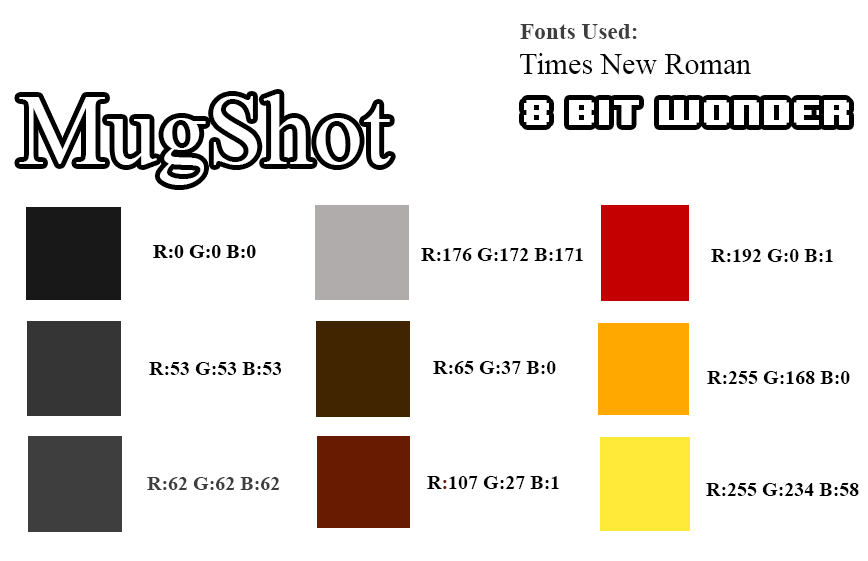 Fonts Used:
Times New Roman
8 BIT WONDER
MugShot
R:0 G:0 B:0
R:176 G:172 B:171
R:192 G:0 B:1
R:53 G:53 B:53
R:65 G:37 B:0
R:255 G:168 B:0
R:62 G:62 B:62
R:107 G:27 B:1
R:255 G:234 B:58